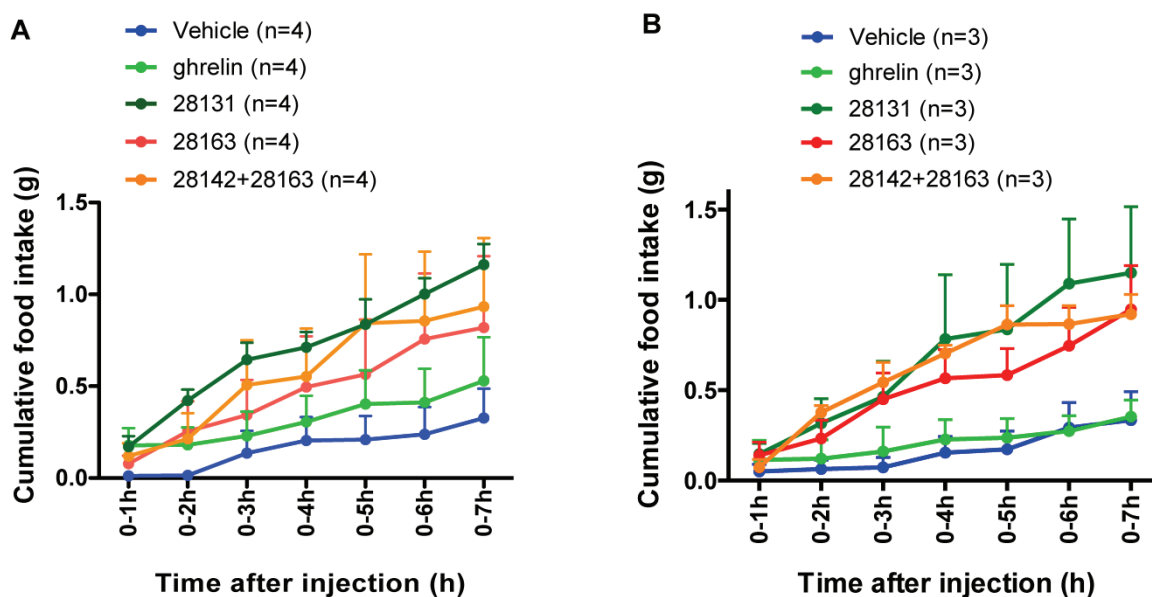 A
Vehicle (n=4)
ghrelin (n=4)
28131 (n=4)
28163 (n=4)
28142+28163 (n=4)
Cumulative food intake (g)
1.5
1.0
0.5
0.0
0-1h
0-2h
0-3h
0-4h
0-5h
0-6h
0-7h
Time after injection (h)
B
Vehicle (n=3)
ghrelin (n=3)
28131 (n=3)
28163 (n=3)
28142+28163 (n=3)
Cumulative food intake (g)
1.5
1.0
0.5
0.0
0-1h
0-2h
0-3h
0-4h
0-5h
0-6h
0-7h
Time after injection (h)